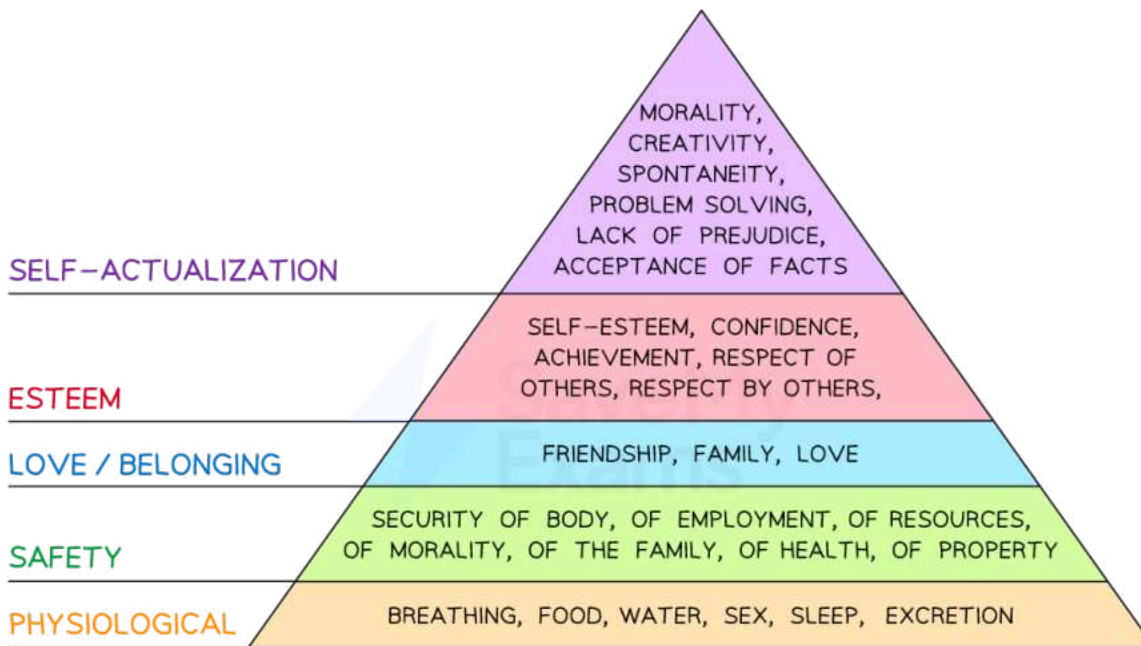 MORALITY,
CREATIVITY,
SPONTANEITY,
PROBLEM SOLVING,
LACK OF PREJUDICE,
ACCEPTANCE OF FACTS
SELF-ACTUALIZATION
SELF-ESTEEM, CONFIDENCE,
ACHIEVEMENT, RESPECT OF
OTHERS, RESPECT BY OTHERS,
ESTEEM
FRIENDSHIP, FAMILY, LOVE
LOVE / BELONGING
SECURITY OF BODY, OF EMPLOYMENT, OF RESOURCES,
OF MORALITY, OF THE FAMILY, OF HEALTH, OF PROPERTY
SAFETY
BREATHING, FOOD, WATER, SEX, SLEEP, EXCRETION
PHYSIOLOGICAL